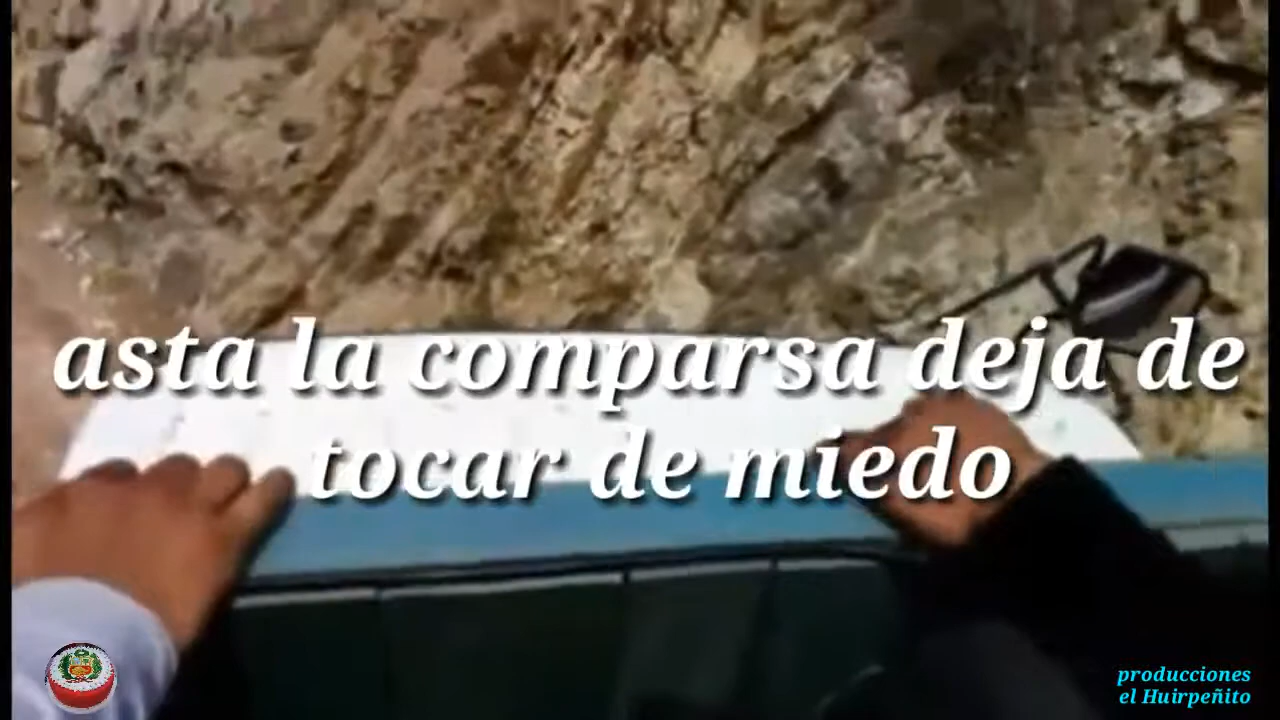 asta la comparsa deja de
tocar de miedo
producciones
el Huirpeñito